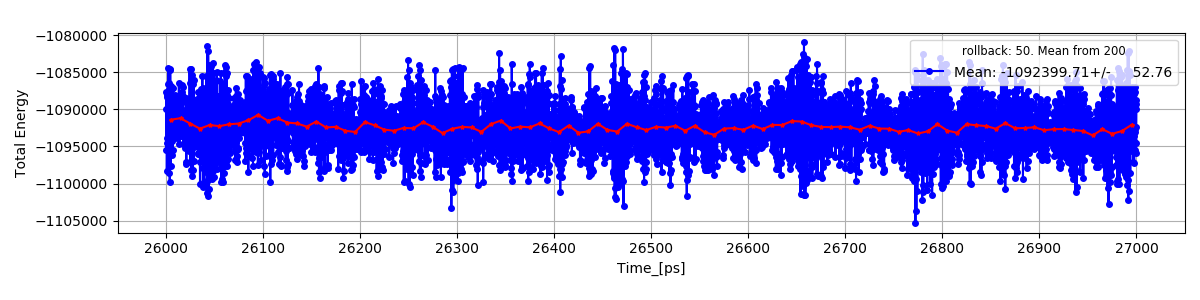 −1080000
−1085000
−1090000
−1095000
−1100000
−1105000
Total Energy
rollback: 50. Mean from 200
Mean: -1092399.71+/- 52.76
26000 26100 26200 26300 26400 26500 26600 26700 26800 26900 27000
Time_[ps]